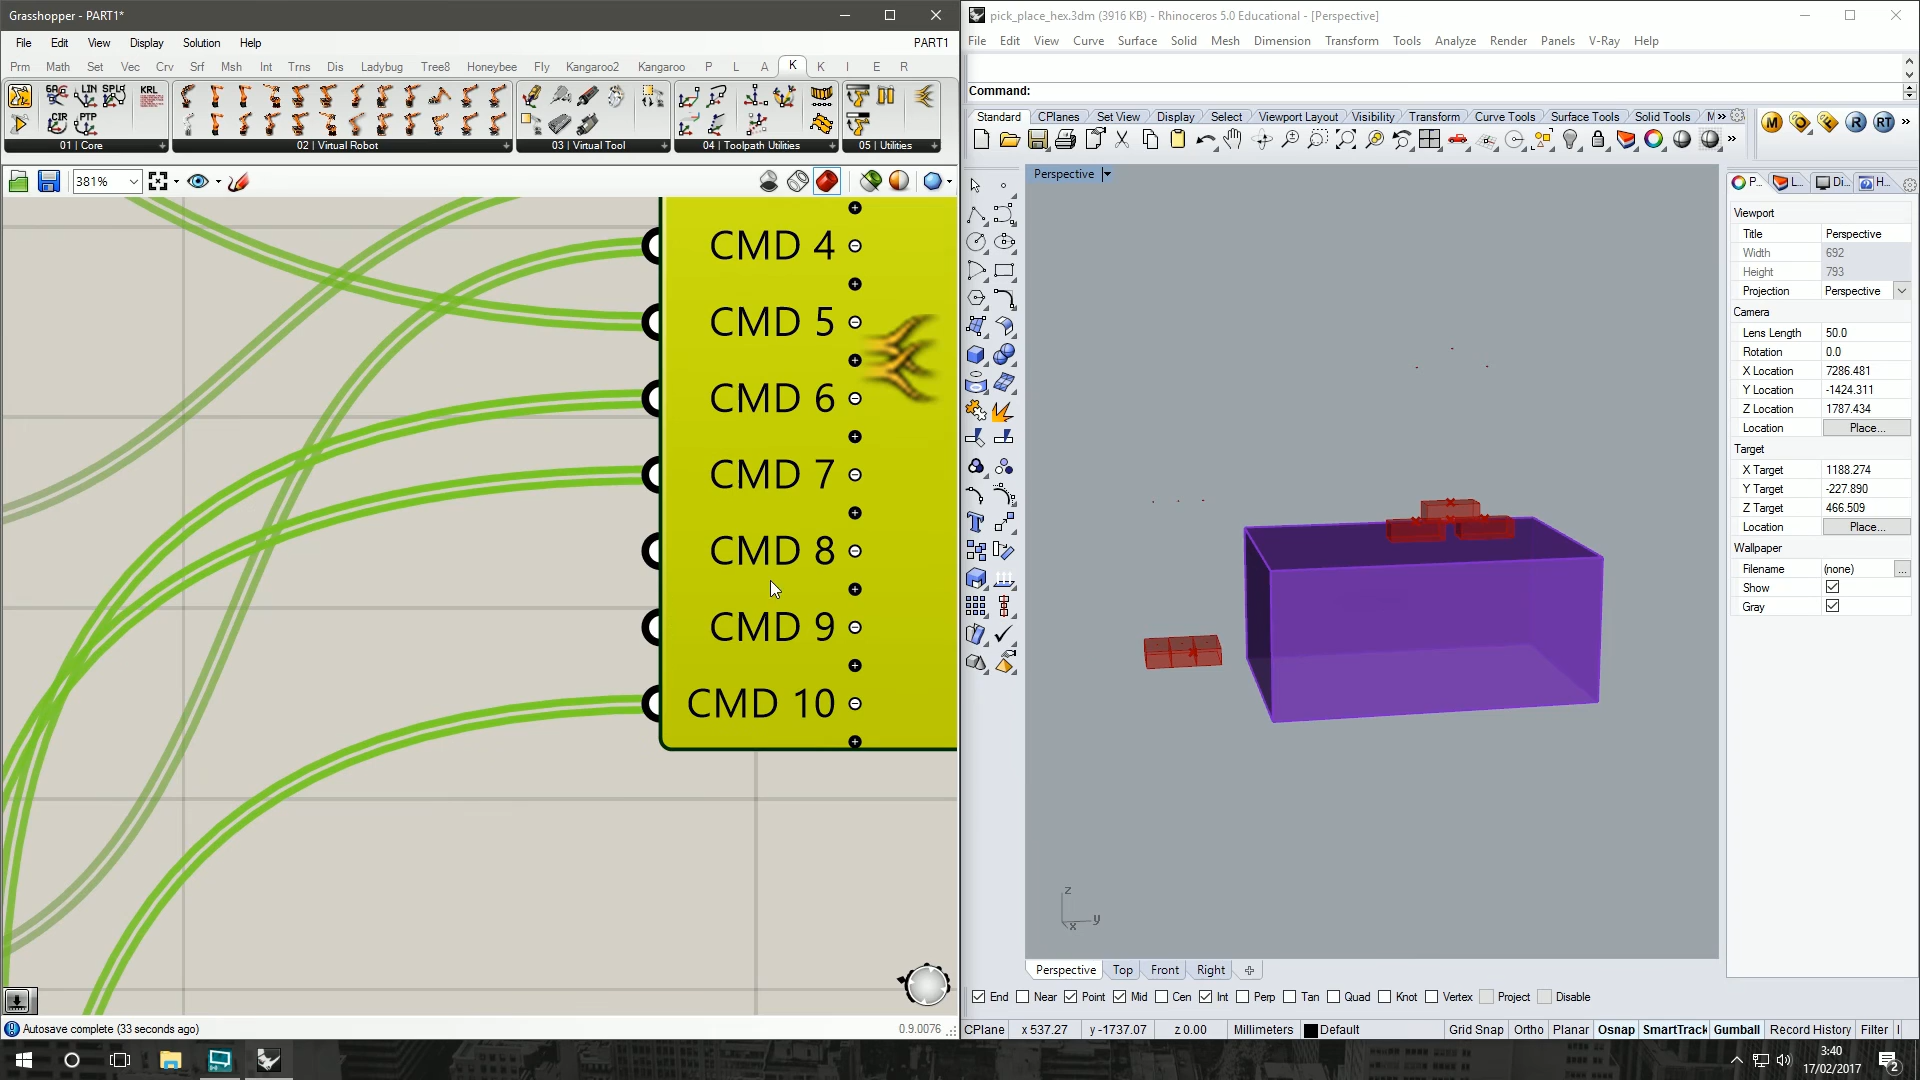 Grasshopper - PART1*
File Edit View Display Solution Help PART1
Prm Math Set Vec Crv Srf Msh Int Trns Dis Ladybug Tree8 Honeybee Fly Kangaroo2 Kangaroo P L A K K I E R
LIN SPLN KRL
CIR PTP
01 | Core 02 | Virtual Robot 03 | Virtual Tool 04 | Toolpath Utilities 05 | Utilities
381%
CMD 4
CMD 5
CMD 6
CMD 7
CMD 8
CMD 9
CMD 10
Autosave complete (33 seconds ago) 0.9.0076
pick_place_hex.3dm (3916 KB) - Rhinoceros 5.0 Educational - [Perspective]
File Edit View Curve Surface Solid Mesh Dimension Transform Tools Analyze Render Panels V-Ray Help
Command:
Standard CPlanes Set View Display Select Viewport Layout Visibility Transform Curve Tools Surface Tools Solid Tools M »
M O F R RT »
Perspective
P... L... Di... H...
Viewport
Title Perspective
Width 692
Height 793
Projection Perspective
Camera
Lens Length 50.0
Rotation 0.0
X Location 7286.481
Y Location -1424.311
Z Location 1787.434
Location Place...
Target
X Target 1188.274
Y Target -227.890
Z Target 466.509
Location Place...
Wallpaper
Filename (none) ...
Show
Gray
z
y
x
Perspective Top Front Right
End Near Point Mid Cen Int Perp Tan Quad Knot Vertex Project Disable
CPlane x 537.27 y -1737.07 z 0.00 Millimeters Default Grid Snap Ortho Planar Osnap SmartTrack Gumball Record History Filter
3:40
17/02/2017
2